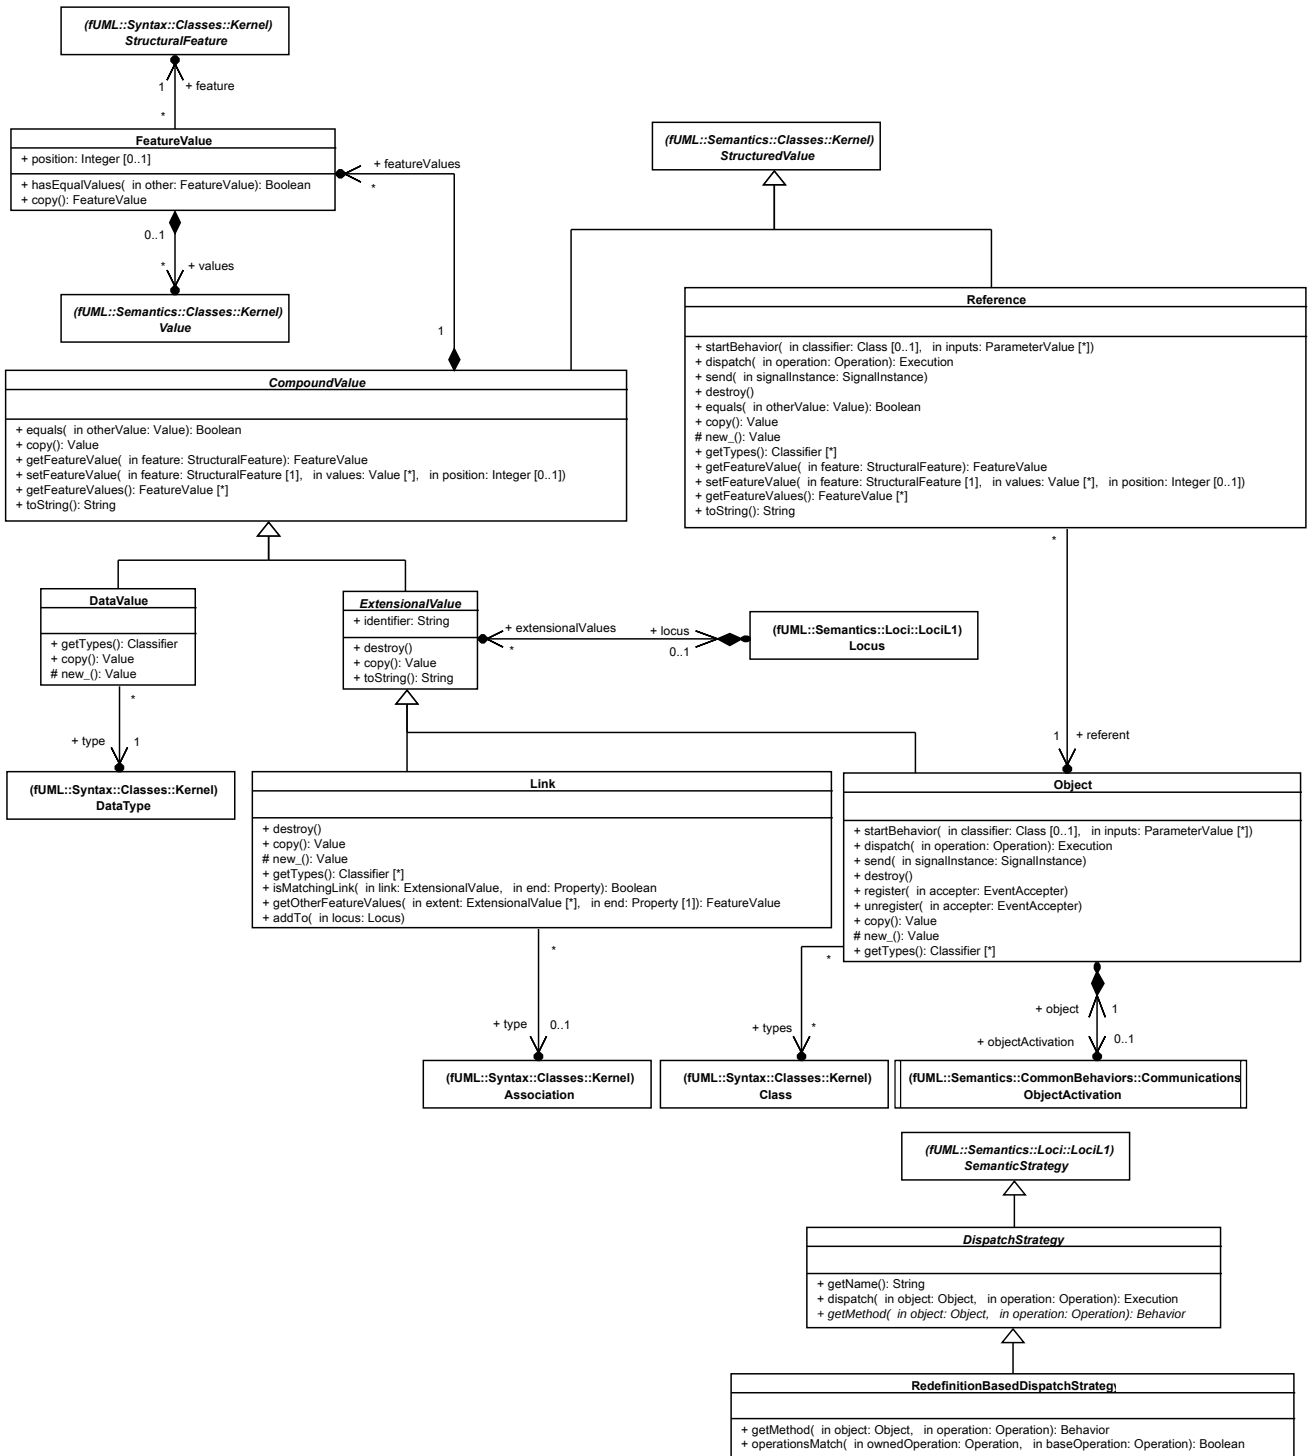 (fUML::Syntax::Classes::Kernel)
StructuralFeature
1
+ feature
*
FeatureValue
+ position: Integer [0..1]
+ hasEqualValues(  in other: FeatureValue): Boolean
+ copy(): FeatureValue
+ featureValues
*
(fUML::Semantics::Classes::Kernel)
StructuredValue
0..1
*
+ values
(fUML::Semantics::Classes::Kernel)
Value
1
Reference
+ startBehavior(  in classifier: Class [0..1],   in inputs: ParameterValue [*])
+ dispatch(  in operation: Operation): Execution
+ send(  in signalInstance: SignalInstance)
+ destroy()
+ equals(  in otherValue: Value): Boolean
+ copy(): Value
# new_(): Value
+ getTypes(): Classifier [*]
+ getFeatureValue(  in feature: StructuralFeature): FeatureValue
+ setFeatureValue(  in feature: StructuralFeature [1],   in values: Value [*],   in position: Integer [0..1])
+ getFeatureValues(): FeatureValue [*]
+ toString(): String
CompoundValue
+ equals(  in otherValue: Value): Boolean
+ copy(): Value
+ getFeatureValue(  in feature: StructuralFeature): FeatureValue
+ setFeatureValue(  in feature: StructuralFeature [1],   in values: Value [*],   in position: Integer [0..1])
+ getFeatureValues(): FeatureValue [*]
+ toString(): String
*
DataValue
+ getTypes(): Classifier
+ copy(): Value
# new_(): Value
ExtensionalValue
+ identifier: String
+ destroy()
+ copy(): Value
+ toString(): String
+ extensionalValues
*
+ locus
0..1
(fUML::Semantics::Loci::LociL1)
Locus
*
+ type
1
1
+ referent
(fUML::Syntax::Classes::Kernel)
DataType
Link
+ destroy()
+ copy(): Value
# new_(): Value
+ getTypes(): Classifier [*]
+ isMatchingLink(  in link: ExtensionalValue,   in end: Property): Boolean
+ getOtherFeatureValues(  in extent: ExtensionalValue [*],   in end: Property [1]): FeatureValue
+ addTo(  in locus: Locus)
Object
+ startBehavior(  in classifier: Class [0..1],   in inputs: ParameterValue [*])
+ dispatch(  in operation: Operation): Execution
+ send(  in signalInstance: SignalInstance)
+ destroy()
+ register(  in accepter: EventAccepter)
+ unregister(  in accepter: EventAccepter)
+ copy(): Value
# new_(): Value
+ getTypes(): Classifier [*]
*
+ type
0..1
*
+ types
*
+ object
1
+ objectActivation
0..1
(fUML::Syntax::Classes::Kernel)
Association
(fUML::Syntax::Classes::Kernel)
Class
(fUML::Semantics::CommonBehaviors::Communications
ObjectActivation
(fUML::Semantics::Loci::LociL1)
SemanticStrategy
DispatchStrategy
+ getName(): String
+ dispatch(  in object: Object,   in operation: Operation): Execution
+ getMethod(  in object: Object,   in operation: Operation): Behavior
RedefinitionBasedDispatchStrategy
+ getMethod(  in object: Object,   in operation: Operation): Behavior
+ operationsMatch(  in ownedOperation: Operation,   in baseOperation: Operation): Boolean